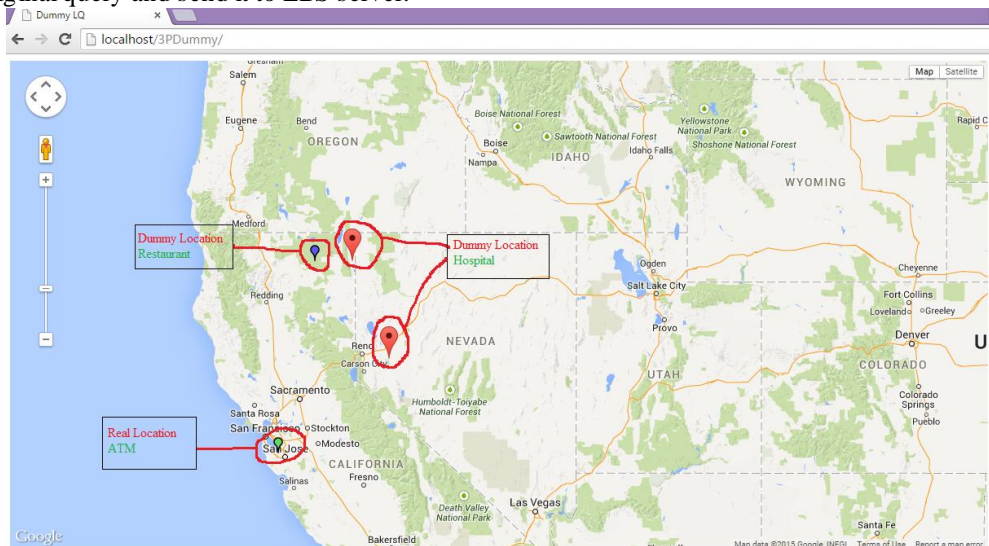 Dummy LQ
localhost/3PDummy/
Map
Satellite
Salem
Eugene
Bend
OREGON
Boise National Forest
Boise
Sawtooth National Forest
Nampa
IDAHO
Idaho Falls
Yellowstone
National Park
Shoshone National Forest
Rapid C
WYOMING
Medford
Dummy Location
Restaurant
Dummy Location
Hospital
Redding
Ogden
Salt Lake City
Provo
Cheyenne
Fort Collins
Loveland
Greeley
Denver
U
COLORADO
Colorado
Springs
Pueblo
Reno
Carson City
NEVADA
UTAH
Sacramento
Humboldt-Toiyabe
National Forest
Santa Rosa
San Francisco
Stockton
Real Location
ATM
San Jose
Modesto
CALIFORNIA
Salinas
Fresno
Death Valley
National Park
Las Vegas
Santa Fe
Bakersfield
Google
Map data ©2015 Google, INEGI
Terms of Use
Report a map error